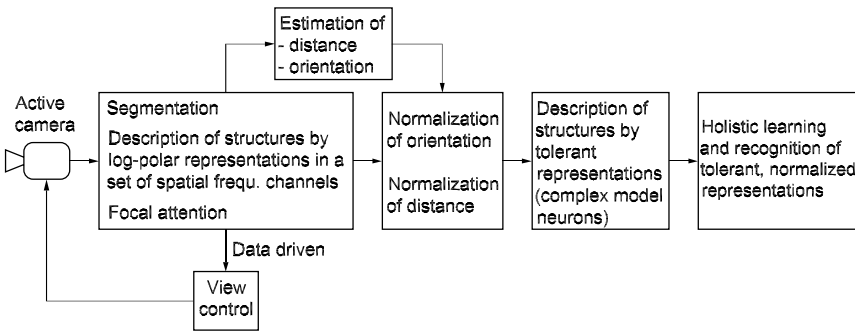 Estimation of
- distance
- orientation
Active
camera
Segmentation
Description of structures by
log-polar representations in a
set of spatial frequ. channels
Focal attention
Normalization
of orientation
Normalization
of distance
Description of
structures by
tolerant
representations
(complex model
neurons)
Holistic learning
and recognition of
tolerant, normalized
representations
Data driven
View
control